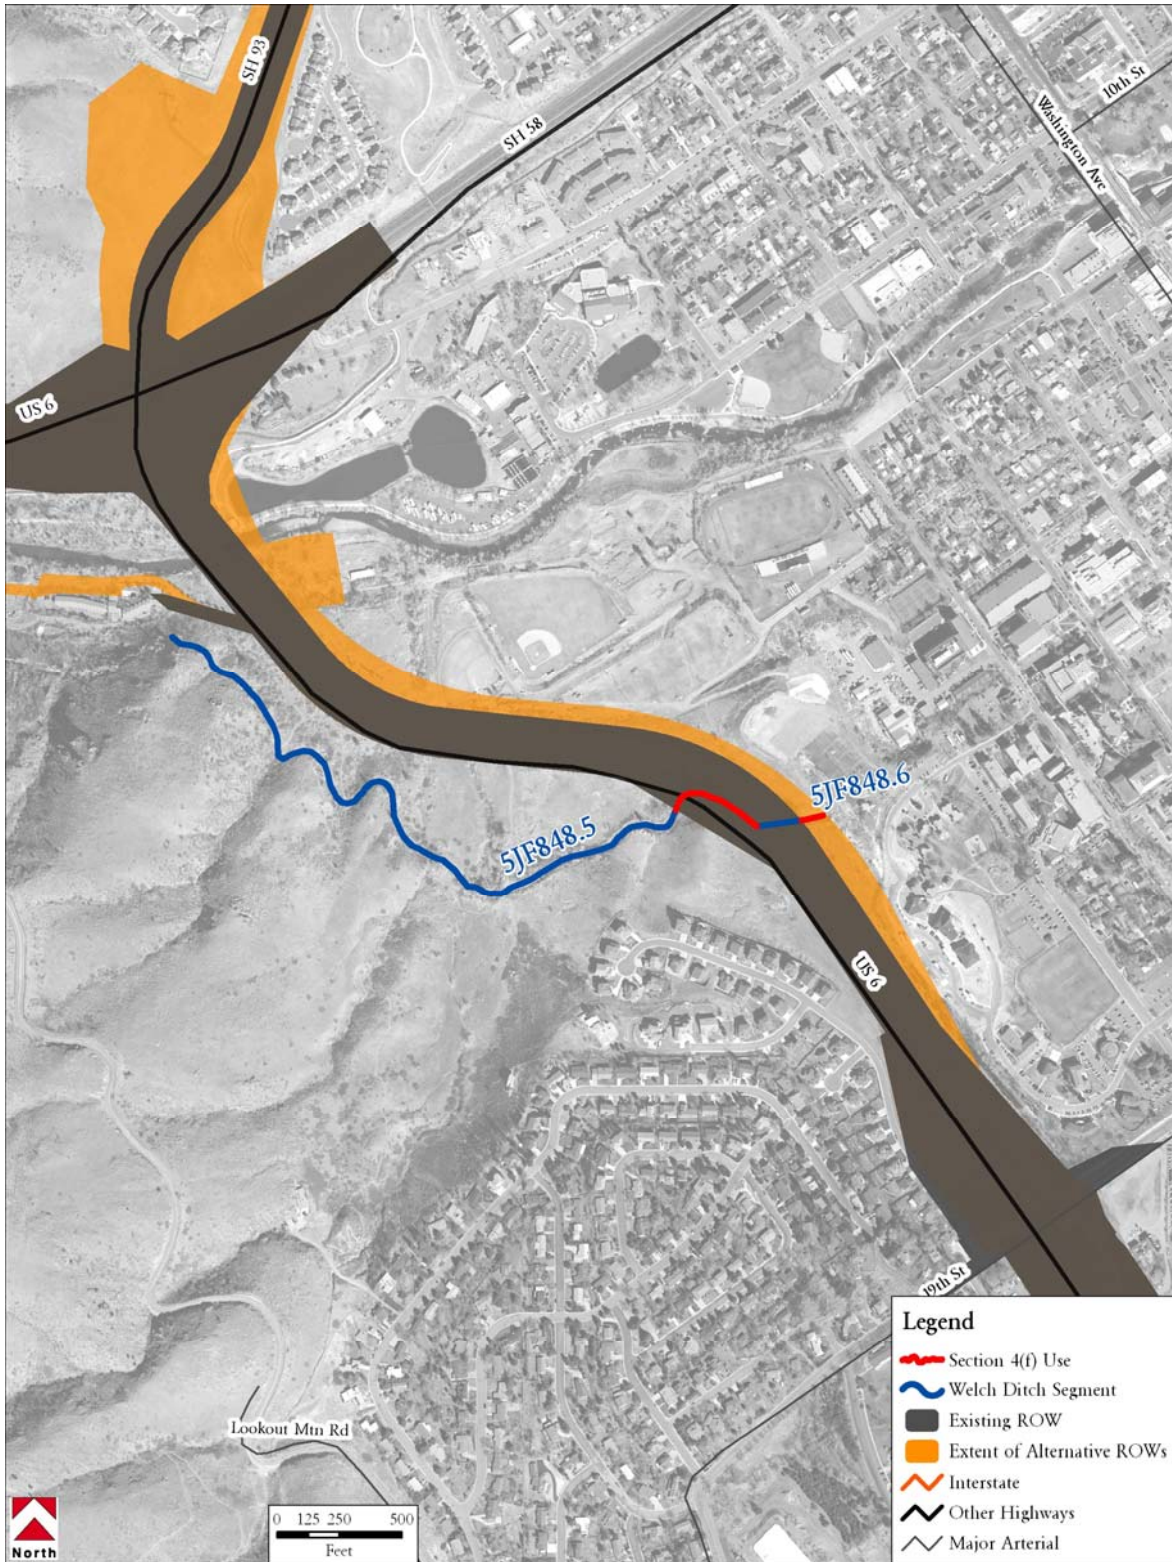 SH 93
SH 58
10th St
Washington Ave
US 6
5JF848.6
5JF848.5
US 6
19th St
Lookout Mtn Rd
Legend
Section 4(f) Use
Welch Ditch Segment
Existing ROW
Extent of Alternative ROWs
Interstate
Other Highways
Major Arterial
0 125 250 500
Feet
North